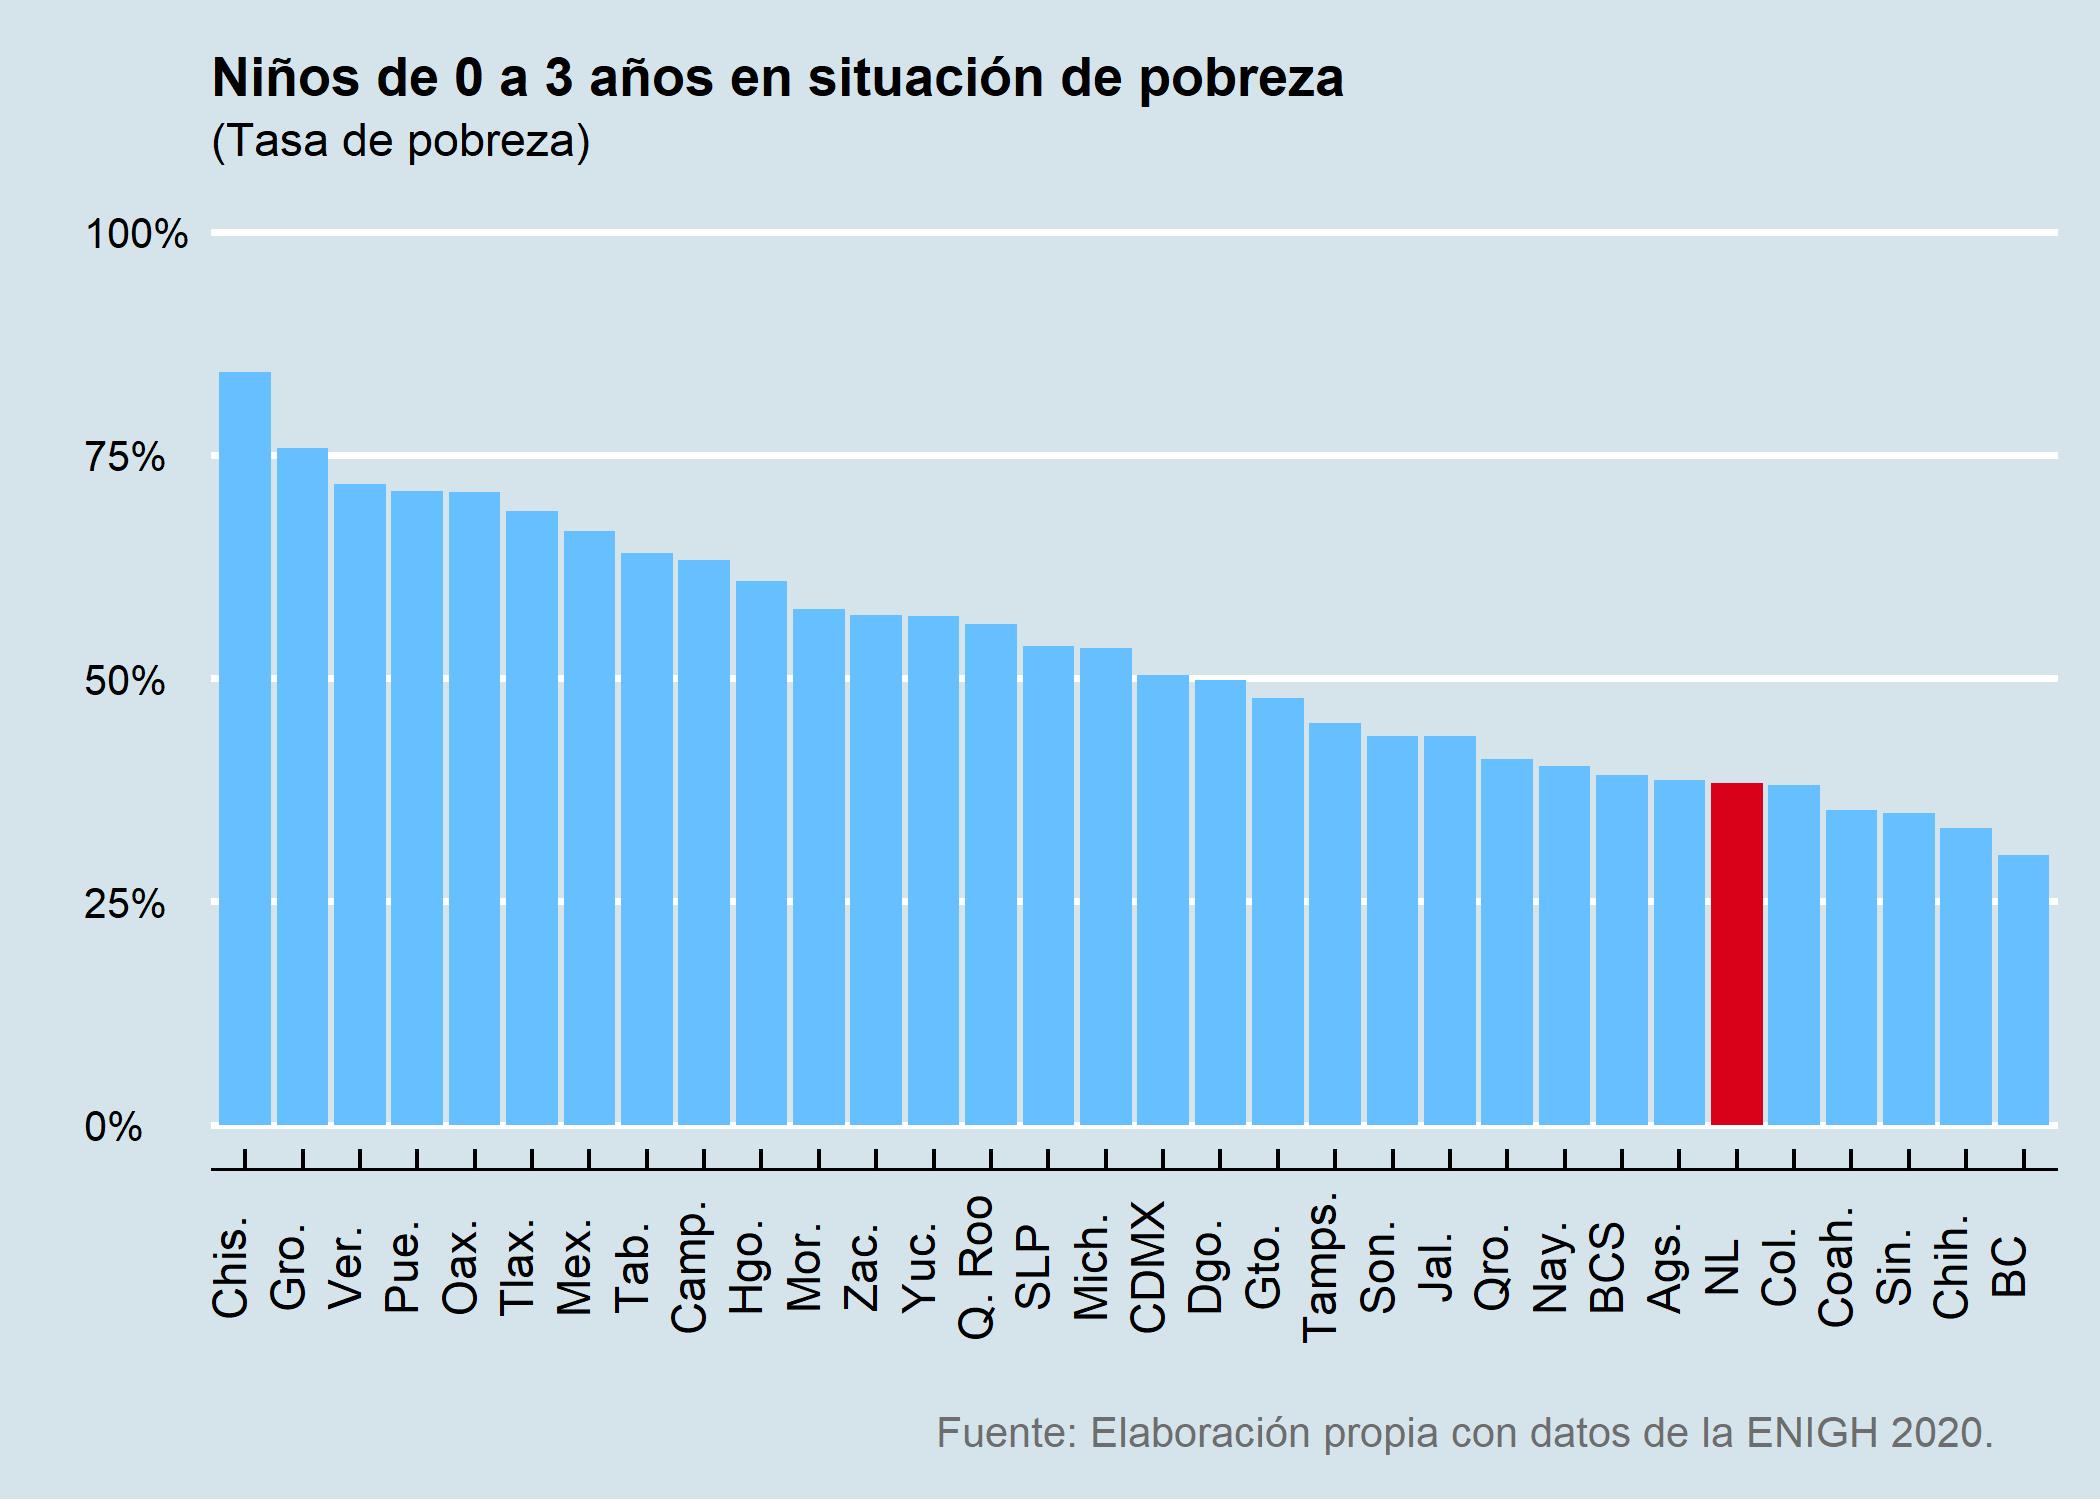 Niños de 0 a 3 años en situación de pobreza
(Tasa de pobreza)
100%
75%
50%
25%
0%
Chis.
Gro.
Ver.
Pue.
Oax.
Tlax.
Mex.
Tab.
Camp.
Hgo.
Mor.
Zac.
Yuc.
Q. Roo
SLP
Mich.
CDMX
Dgo.
Gto.
Tamps.
Son.
Jal.
Qro.
Nay.
BCS
Ags.
NL
Col.
Coah.
Sin.
Chih.
BC
Fuente: Elaboración propia con datos de la ENIGH 2020.